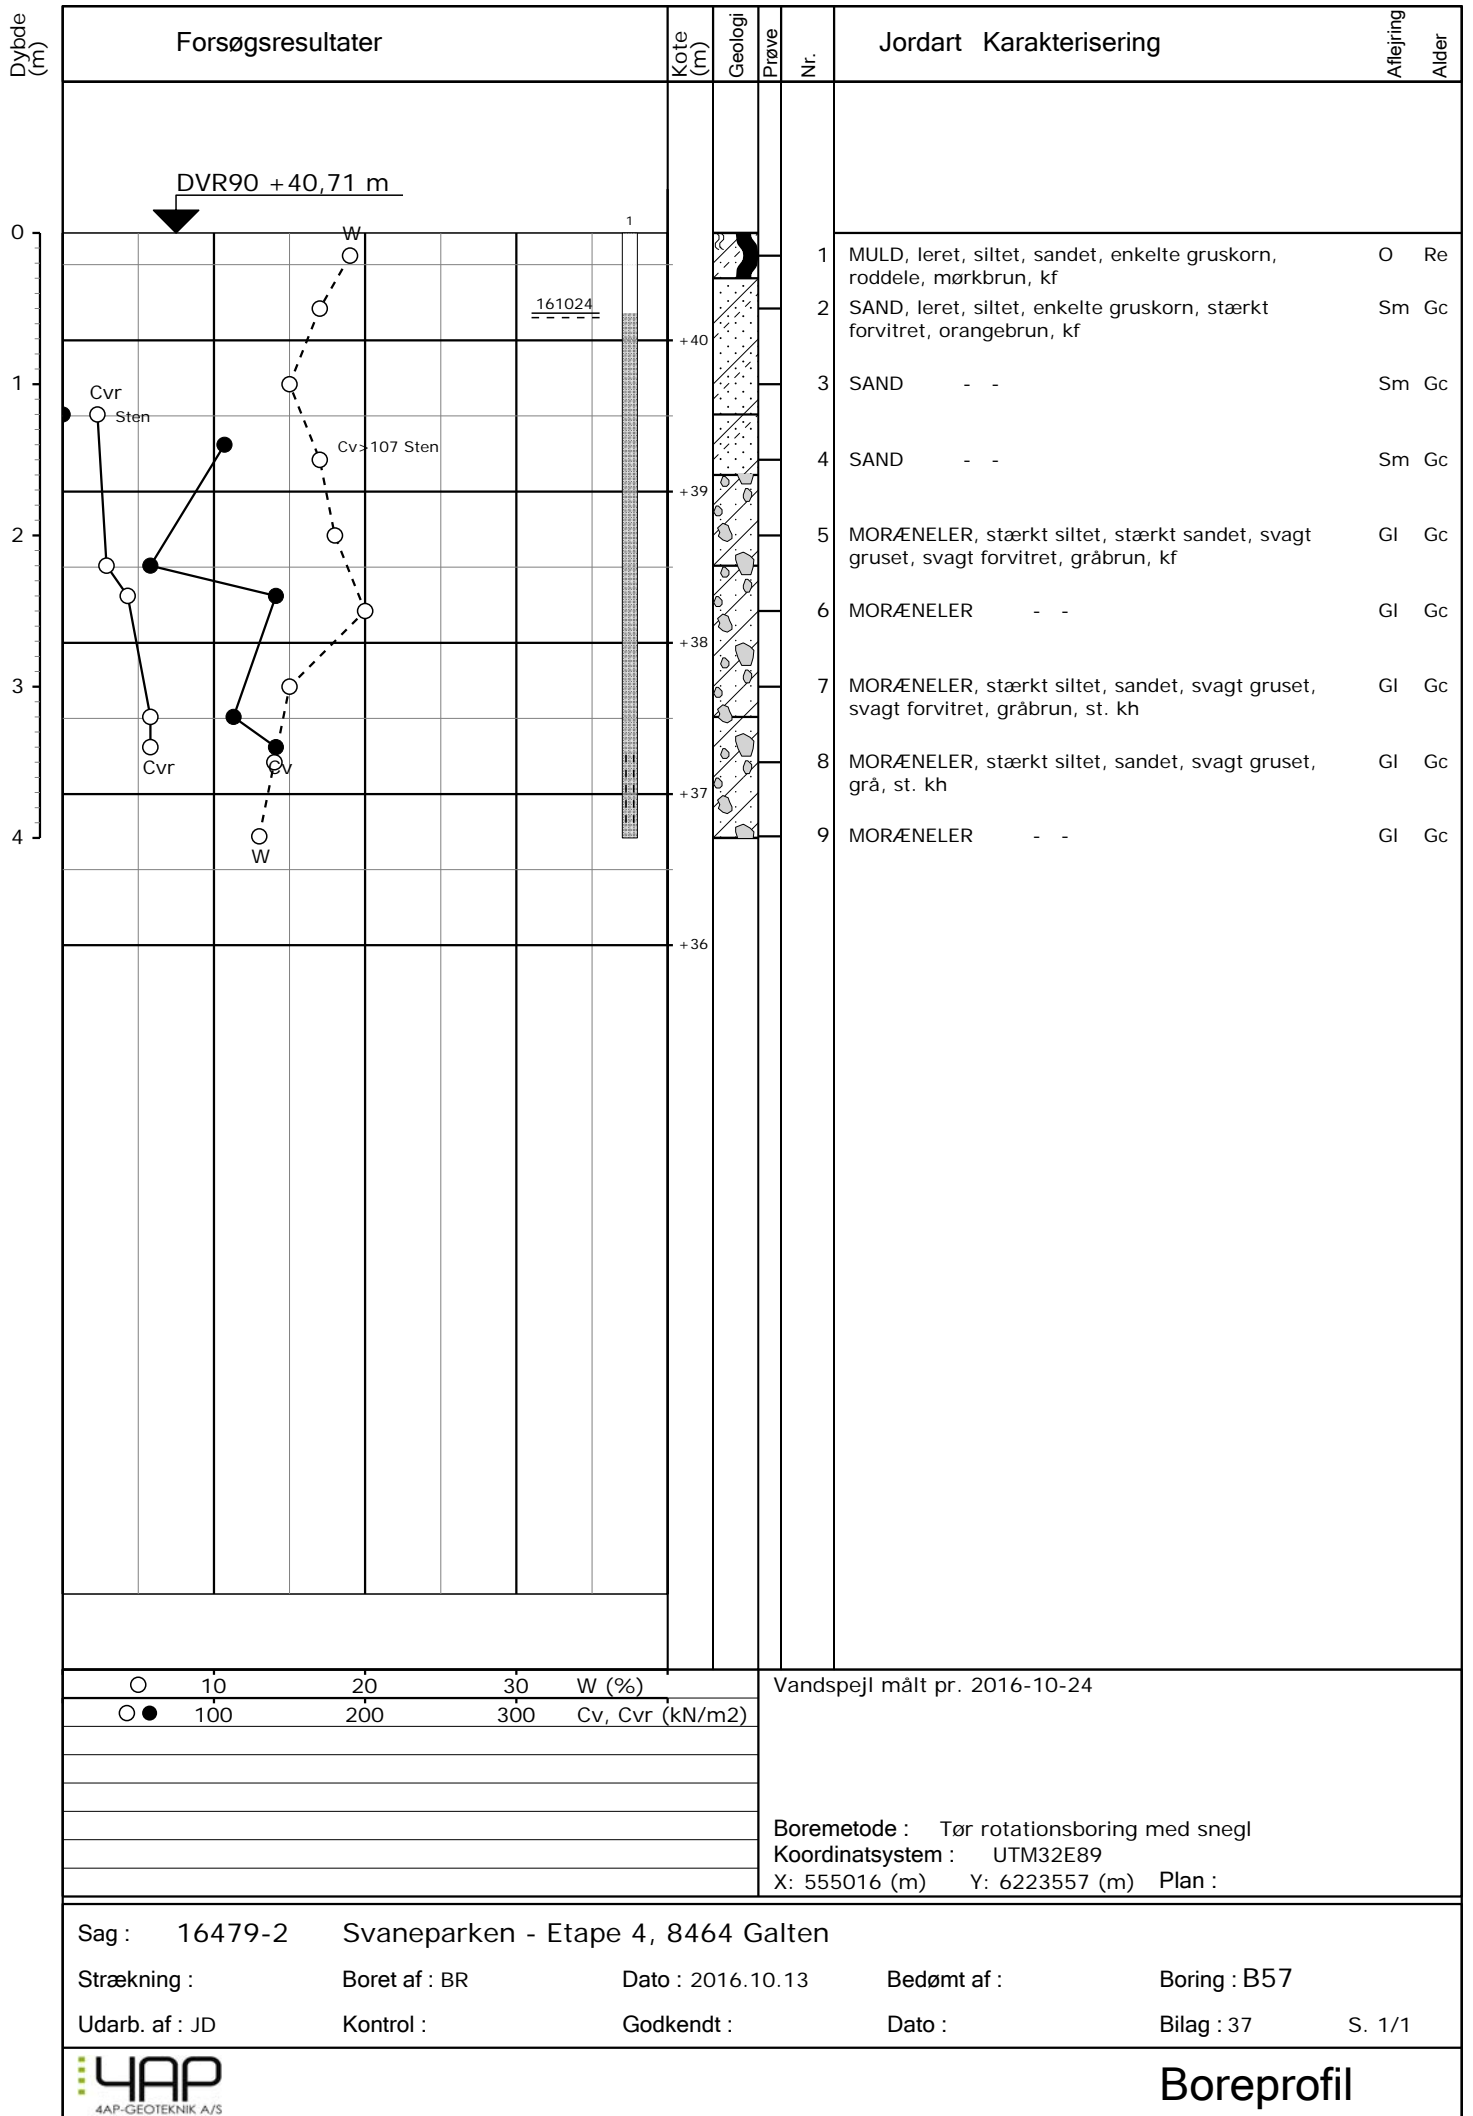 Dybde (m)
Forsøgsresultater
Kote (m)
Geologi
Prøve
Nr.
Jordart Karakterisering
Aflejring
Alder
DVR90 +40,71 m
0
W
1
1 MULD, leret, siltet, sandet, enkelte gruskorn, O Re
roddele, mørkbrun, kf
161024
2 SAND, leret, siltet, enkelte gruskorn, stærkt Sm Gc
forvitret, orangebrun, kf
+40
1
3 SAND - - Sm Gc
Cvr
Sten
Cv>107 Sten
4 SAND - - Sm Gc
+39
2
5 MORÆNELER, stærkt siltet, stærkt sandet, svagt Gl Gc
gruset, svagt forvitret, gråbrun, kf
6 MORÆNELER - - Gl Gc
+38
3
7 MORÆNELER, stærkt siltet, sandet, svagt gruset, Gl Gc
svagt forvitret, gråbrun, st. kh
Cvr
Cv
8 MORÆNELER, stærkt siltet, sandet, svagt gruset, Gl Gc
grå, st. kh
+37
4
9 MORÆNELER - - Gl Gc
W
+36
10 20 30 W (%)
100 200 300 Cv, Cvr (kN/m2)
Vandspejl målt pr. 2016-10-24
Boremetode : Tør rotationsboring med snegl
Koordinatsystem : UTM32E89
X: 555016 (m) Y: 6223557 (m) Plan :
Sag : 16479-2 Svaneparken - Etape 4, 8464 Galten
Strækning : Boret af : BR Dato : 2016.10.13 Bedømt af : Boring : B57
Udarb. af : JD Kontrol : Godkendt : Dato : Bilag : 37 S. 1/1
4AP
4AP-GEOTEKNIK A/S
Boreprofil